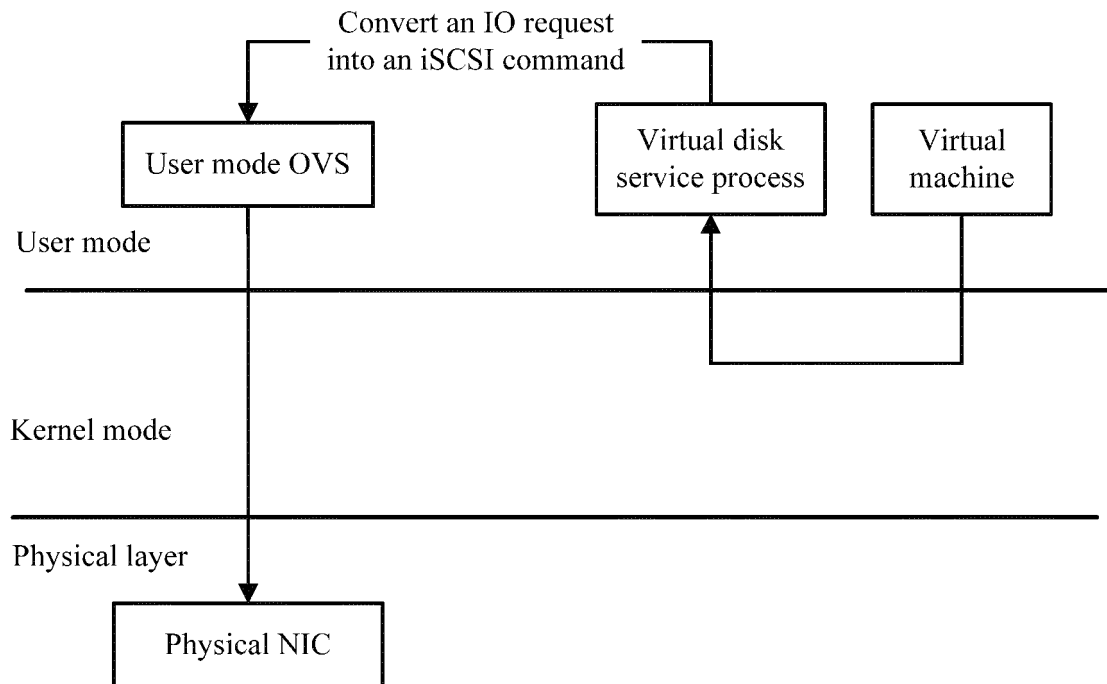 Convert an IO request
into an iSCSI command
User mode OVS
Virtual disk
service process
Virtual
machine
User mode
Kernel mode
Physical layer
Physical NIC